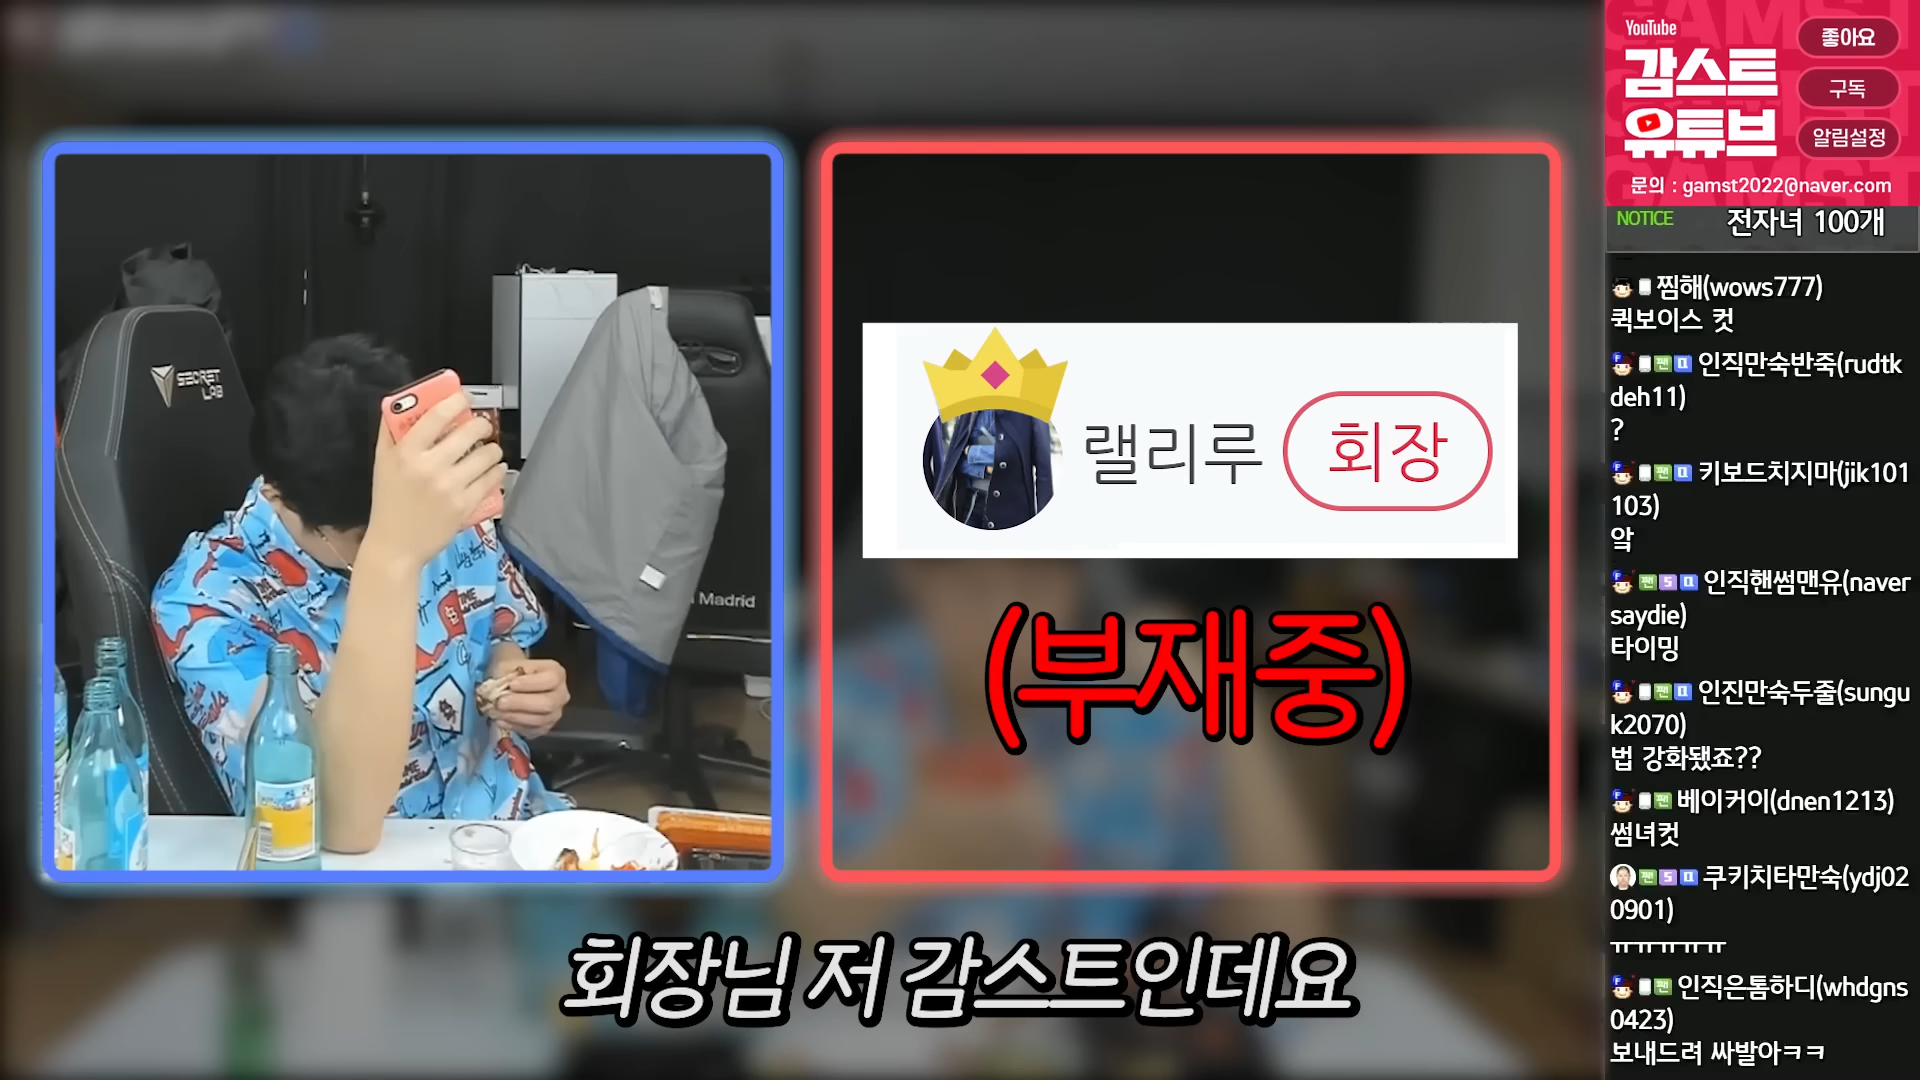 SECRET
LAB
Madrid
랠리루 회장
(부재중)
회장님 저 감스트인데요
YouTube
감스트
유튜브
좋아요
구독
알림설정
문의 : gamst2022@naver.com
NOTICE 전자녀 100개
찜해(wows777)
퀵보이스 컷
인직만숙반죽(rudtk
deh11)
?
키보드치지마(jik101
103)
앜
인직핸썸맨유(naver
saydie)
타이밍
인진만숙두줄(sungu
k2070)
법 강화됐죠??
베이커이(dnen1213)
썸녀컷
쿠키치타만숙(ydj02
0901)
ㅠㅠㅠㅠㅠ
인직은톰하디(whdgns
0423)
보내드려 싸발아ㅋㅋ